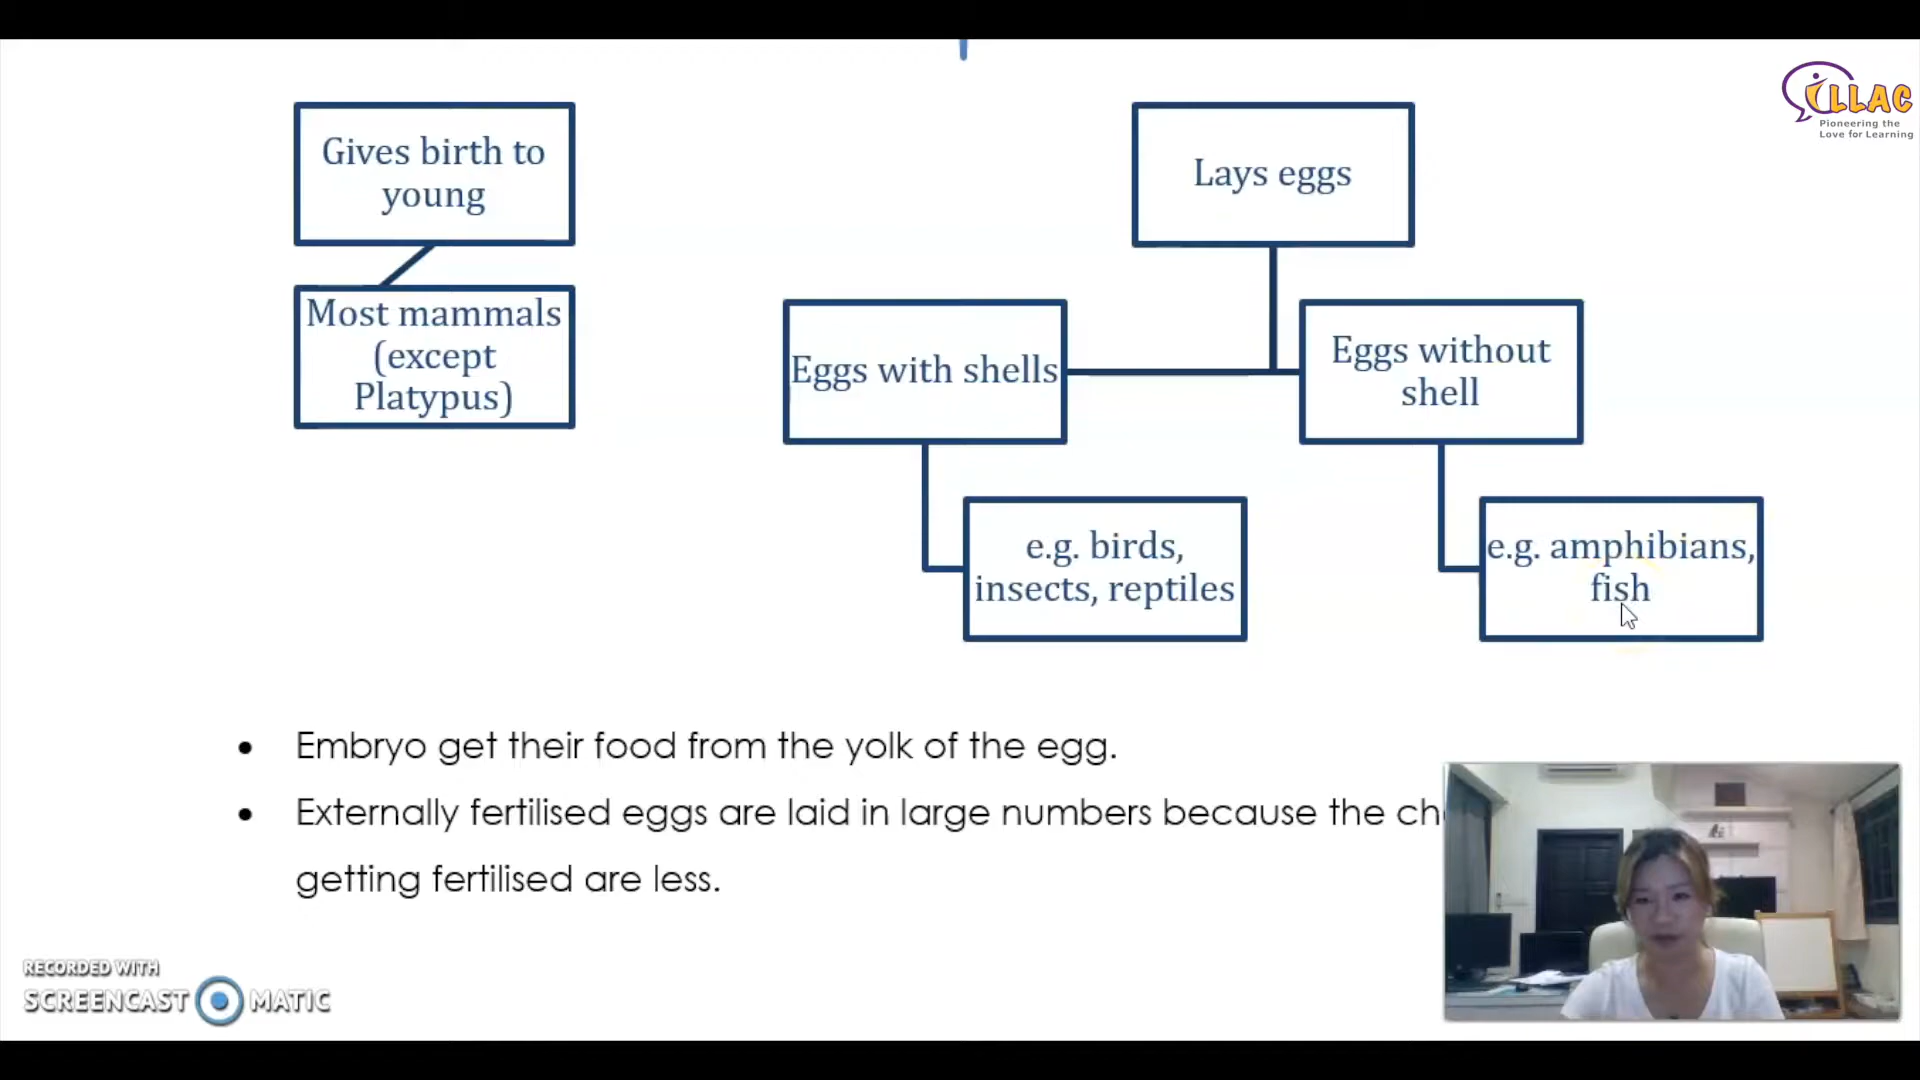 iLLAC
Pioneering the
Love for Learning
Gives birth to
young
Lays eggs
Most mammals
(except
Platypus)
Eggs with shells
Eggs without
shell
e.g. birds,
insects, reptiles
e.g. amphibians,
fish
• Embryo get their food from the yolk of the egg.
• Externally fertilised eggs are laid in large numbers because the
getting fertilised are less.
RECORDED WITH
SCREENCAST MATIC